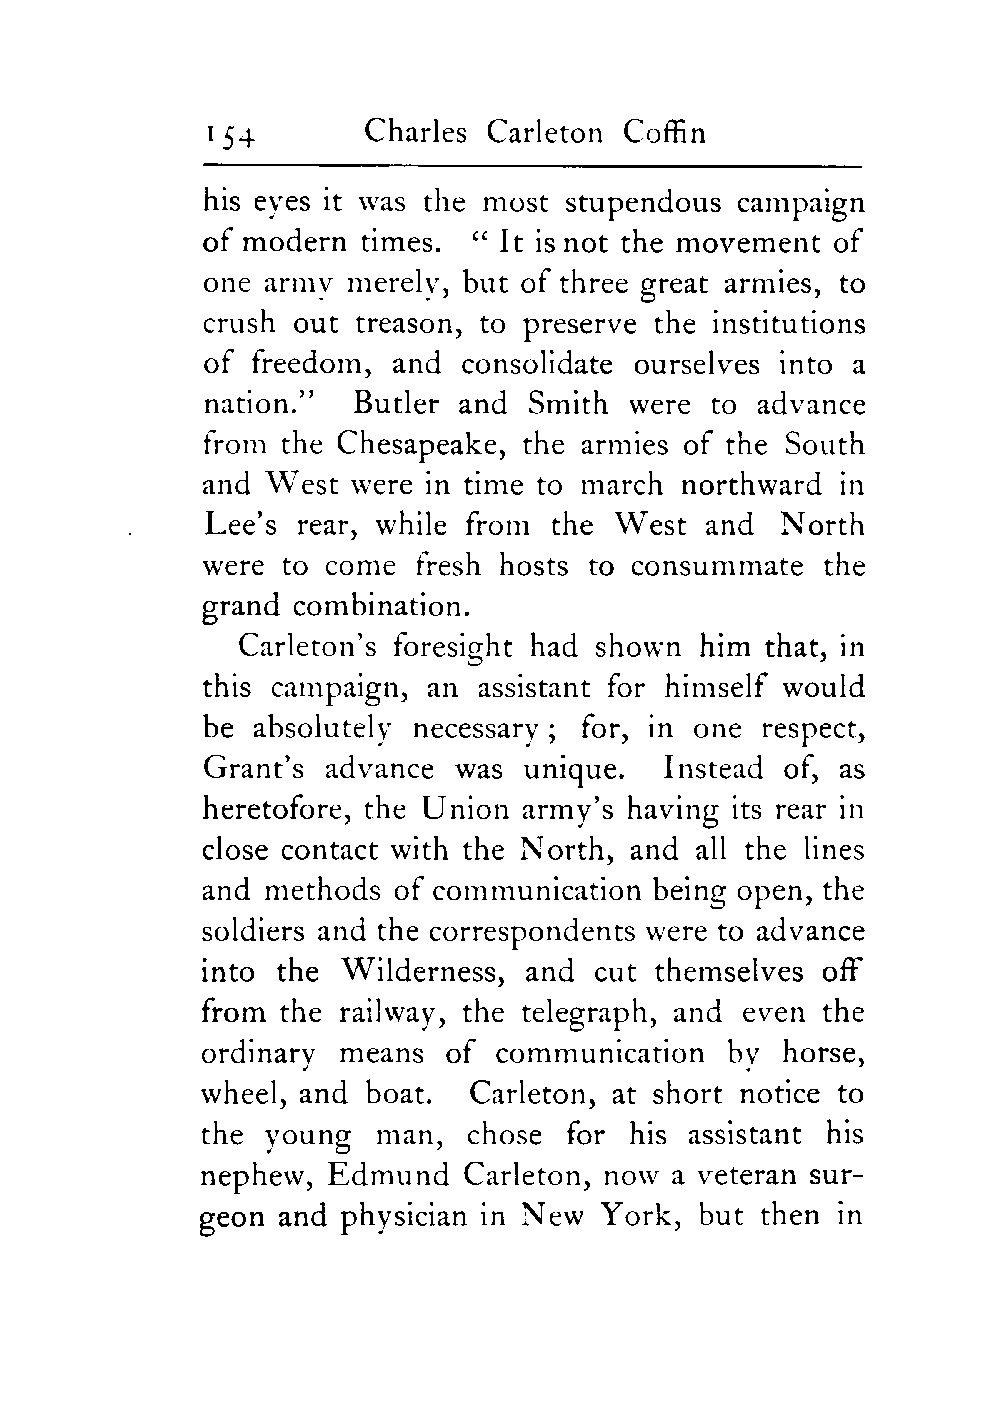 154 Charles Carleton Coffin
his eyes it was the most stupendous campaign
of modern times. “ It is not the movement of
one army merely, but of three great armies, to
crush out treason, to preserve the institutions
of freedom, and consolidate ourselves into a
nation.” Butler and Smith were to advance
from the Chesapeake, the armies of the South
and West were in time to march northward in
Lee’s rear, while from the West and North
were to come fresh hosts to consummate the
grand combination.
Carleton’s foresight had shown him that, in
this campaign, an assistant for himself would
be absolutely necessary ; for, in one respect,
Grant’s advance was unique. Instead of, as
heretofore, the Union army’s having its rear in
close contact with the North, and all the lines
and methods of communication being open, the
soldiers and the correspondents were to advance
into the Wilderness, and cut themselves off
from the railway, the telegraph, and even the
ordinary means of communication by horse,
wheel, and boat. Carleton, at short notice to
the young man, chose for his assistant his
nephew, Edmund Carleton, now a veteran sur-
geon and physician in New York, but then in